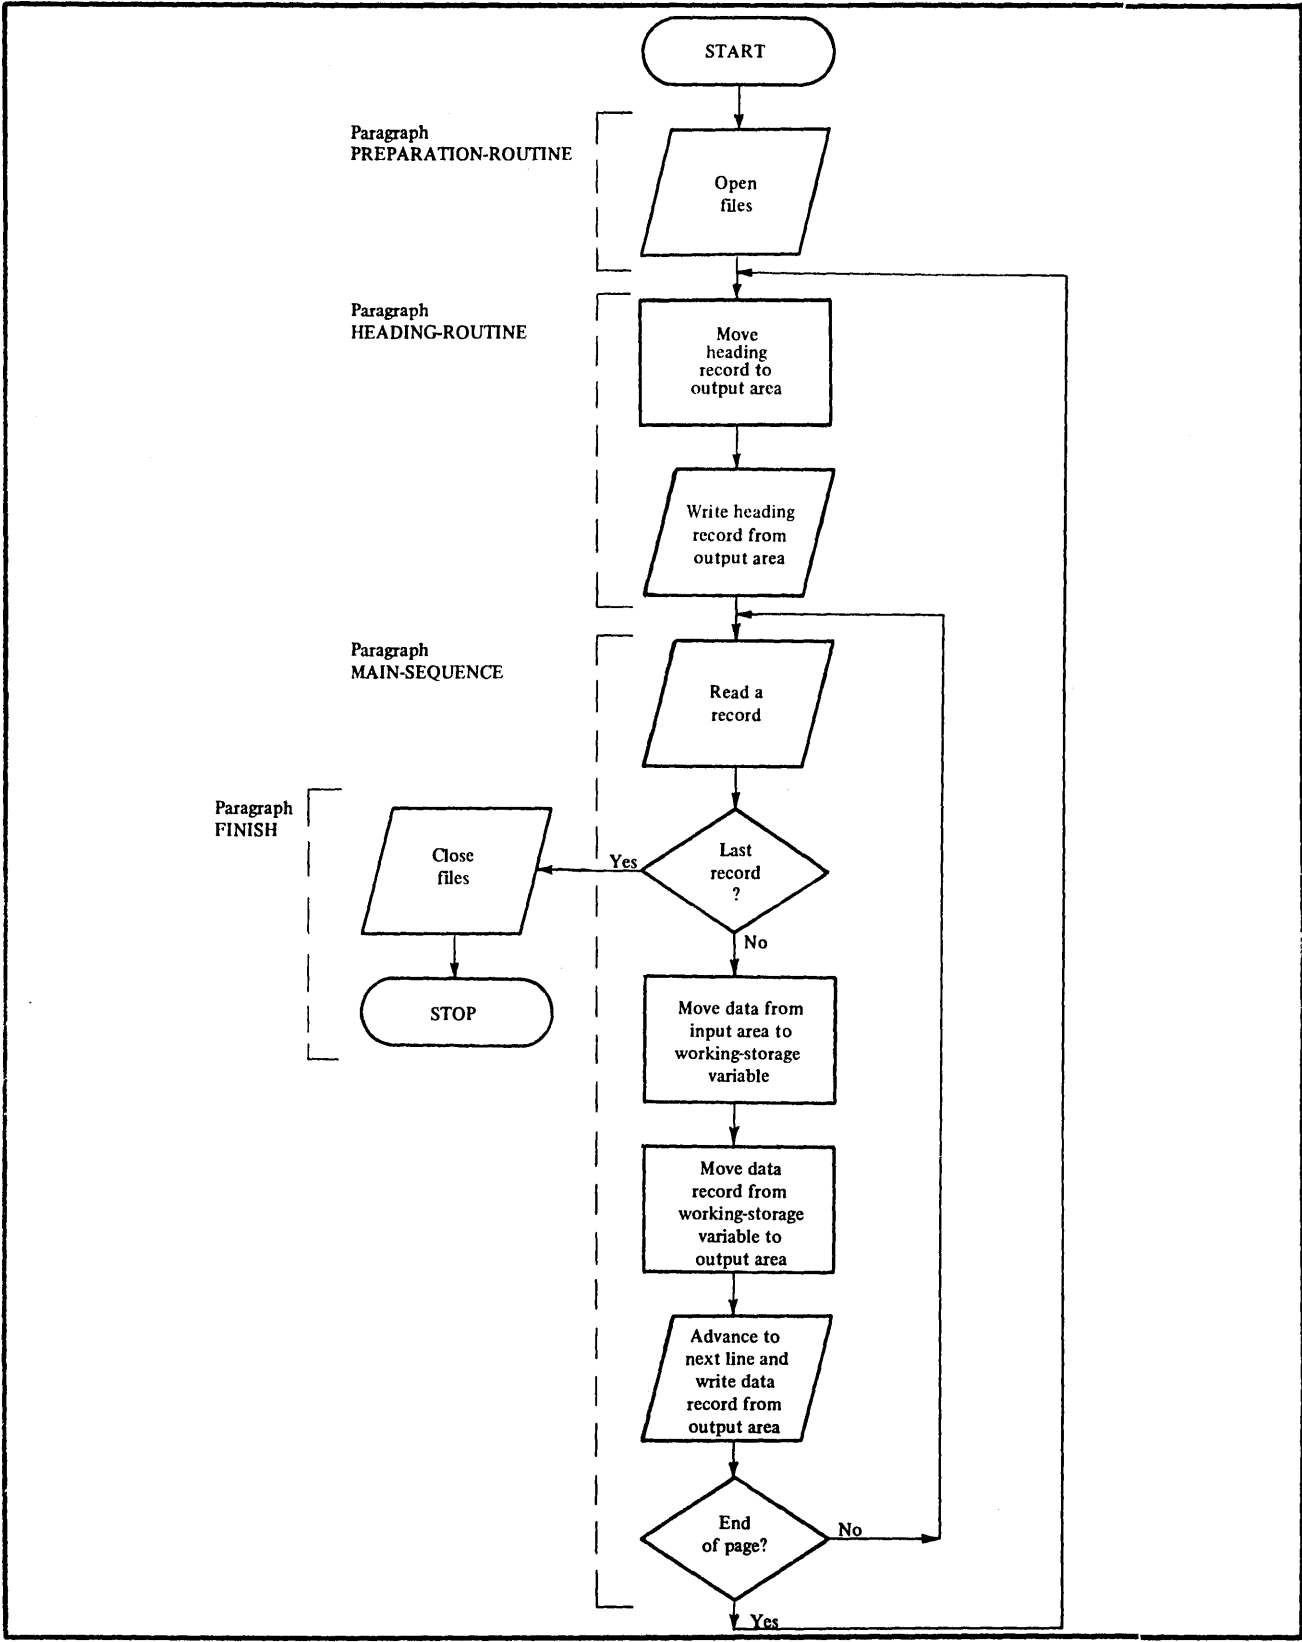 START
Paragraph
PREPARATION-ROUTINE
Open
files
Paragraph
HEADING-ROUTINE
Move
heading
record to
output area
Write heading
record from
output area
Paragraph
MAIN-SEQUENCE
Read a
record
Paragraph
FINISH
Close
files
Yes
Last
record
?
No
STOP
Move data from
input area to
working-storage
variable
Move data
record from
working-storage
variable to
output area
Advance to
next line and
write data
record from
output area
End
of page?
No
Yes